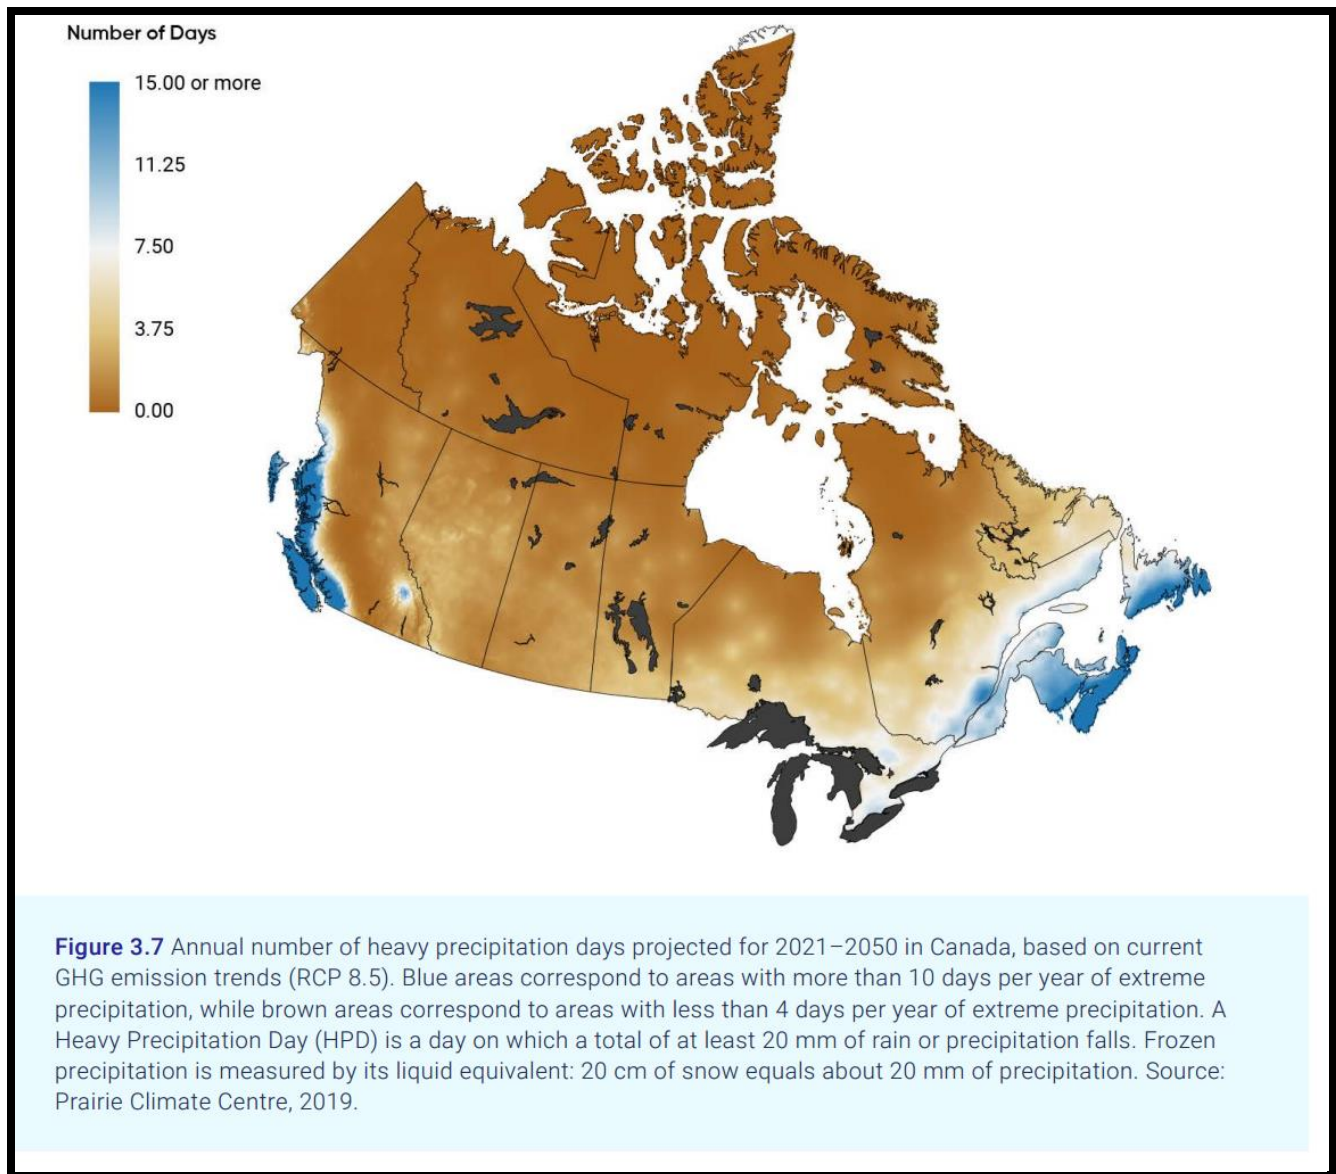 Number of Days
15.00 or more
11.25
7.50
3.75
0.00
Figure 3.7 Annual number of heavy precipitation days projected for 2021–2050 in Canada, based on current
GHG emission trends (RCP 8.5). Blue areas correspond to areas with more than 10 days per year of extreme
precipitation, while brown areas correspond to areas with less than 4 days per year of extreme precipitation. A
Heavy Precipitation Day (HPD) is a day on which a total of at least 20 mm of rain or precipitation falls. Frozen
precipitation is measured by its liquid equivalent: 20 cm of snow equals about 20 mm of precipitation. Source:
Prairie Climate Centre, 2019.